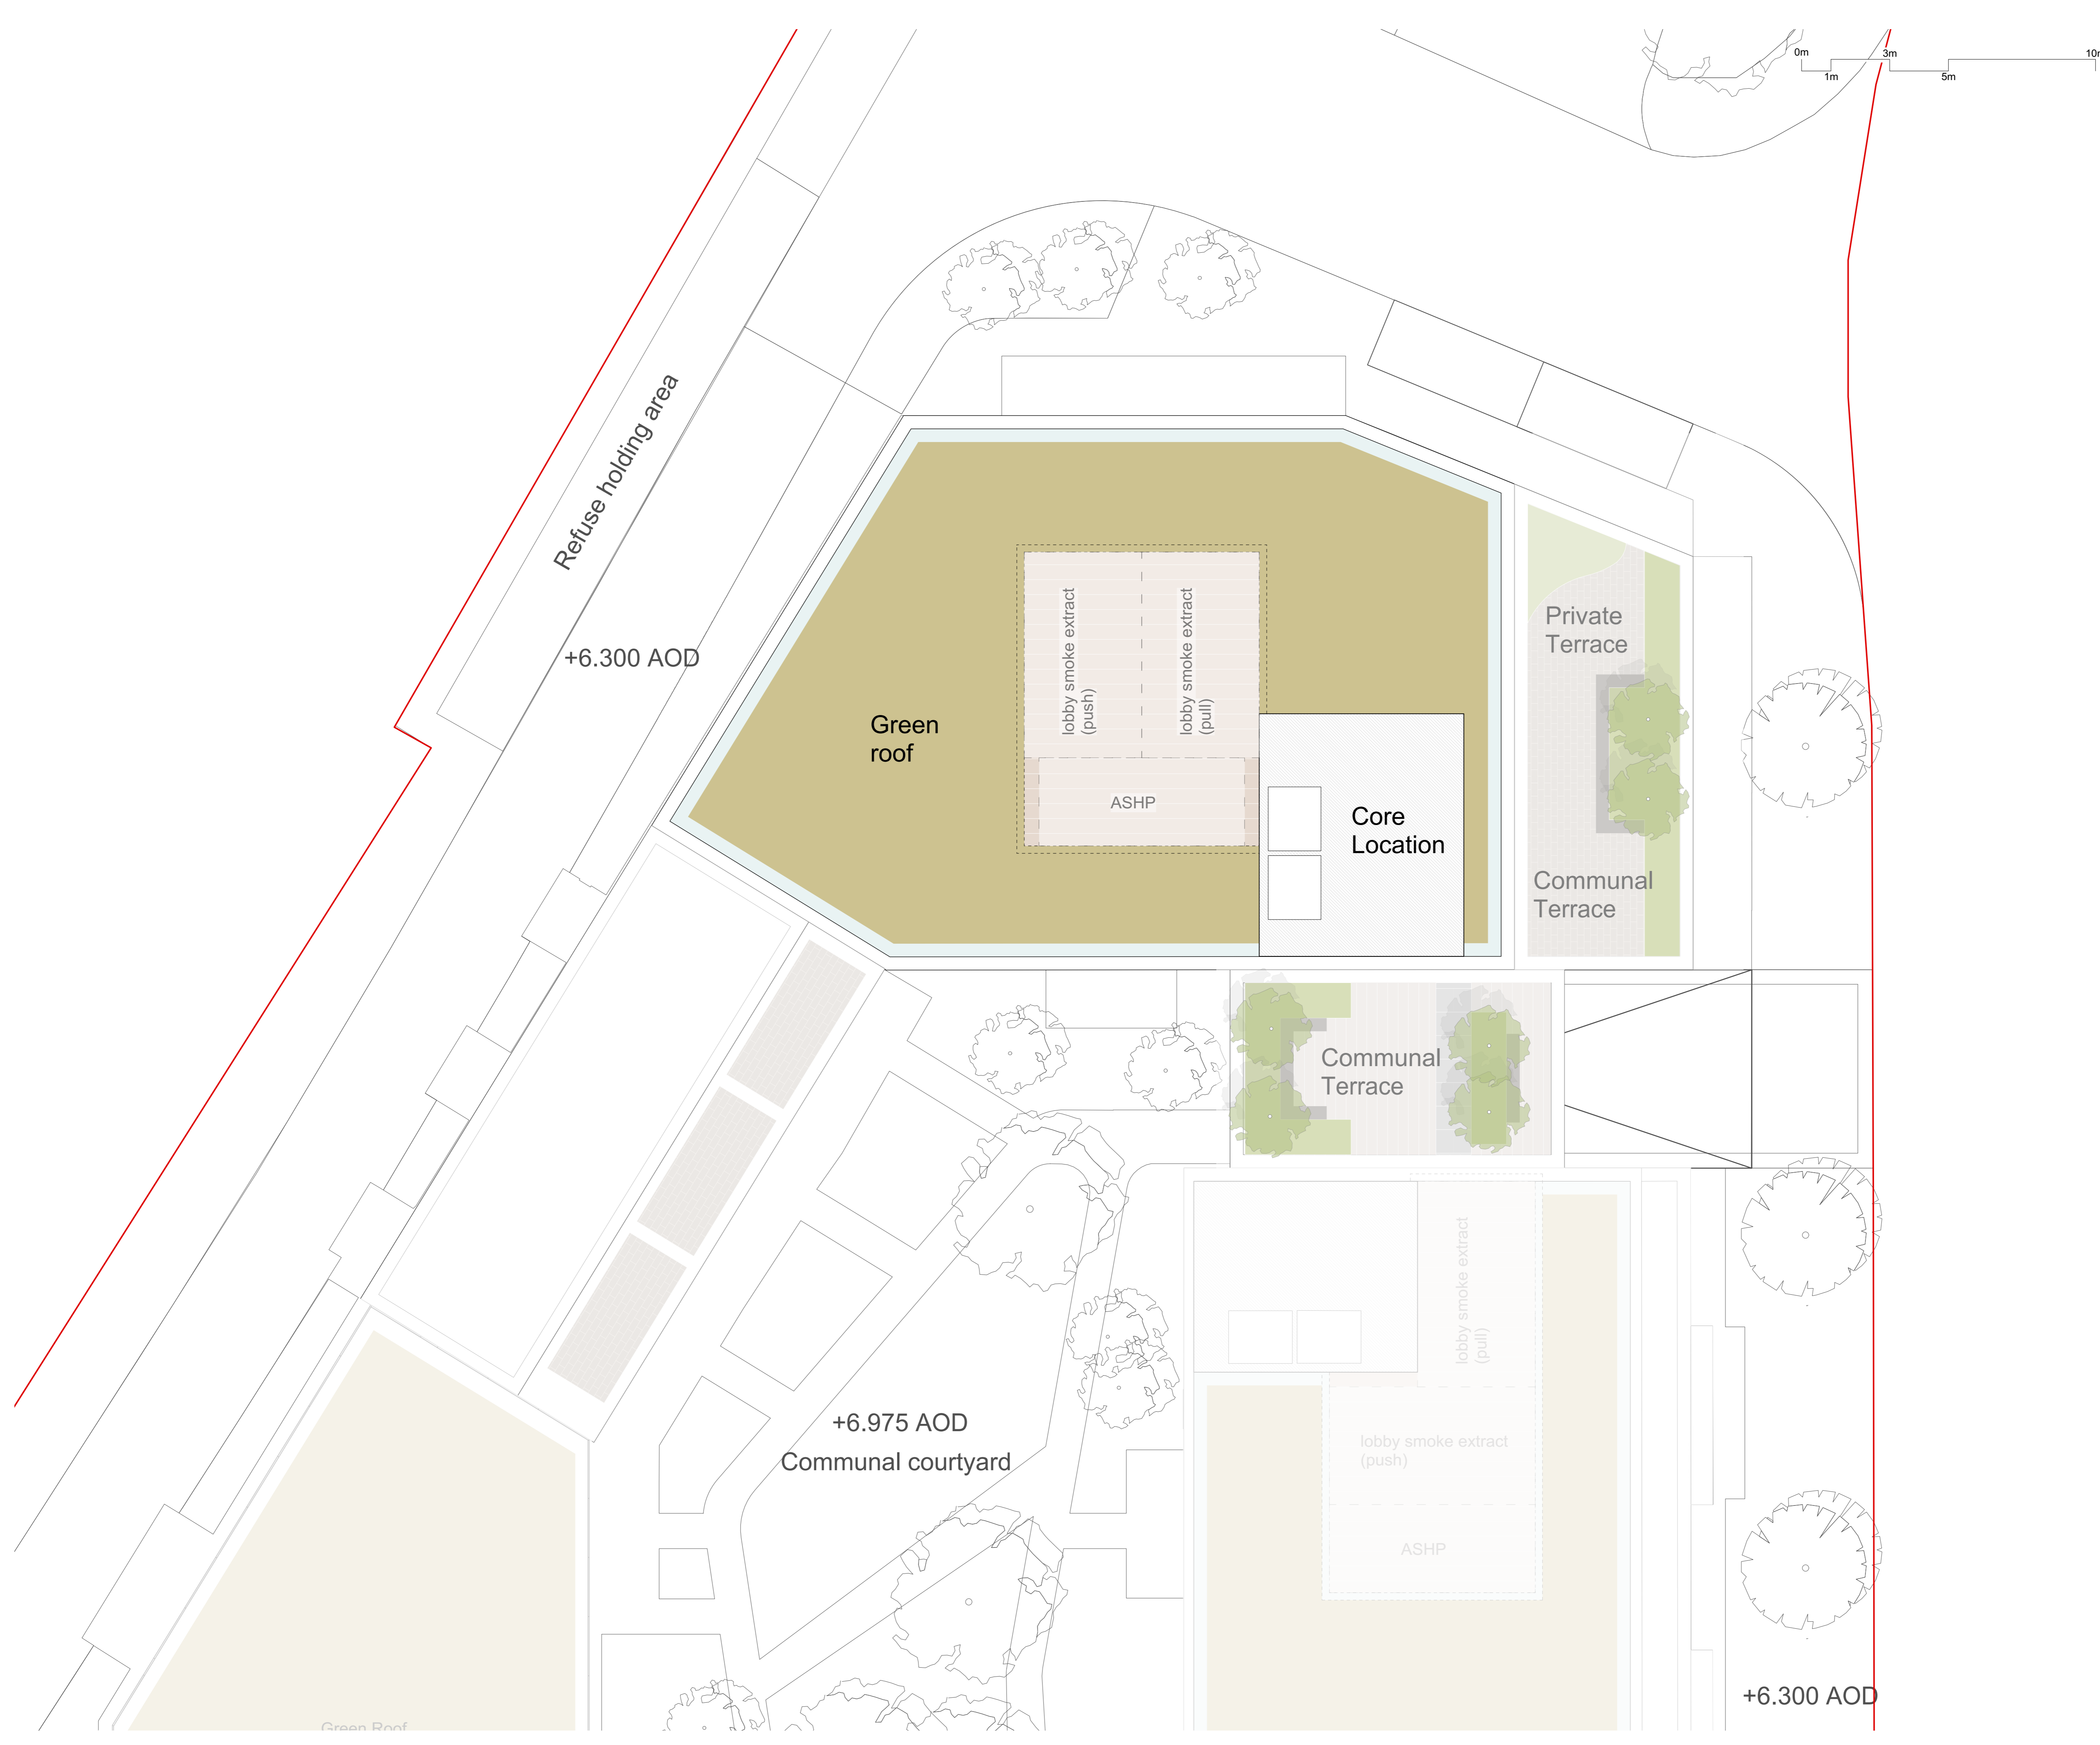 0m
3m
10m
1m
5m
Refuse holding area
+6.300 AOD
Green
roof
lobby smoke extract
(push)
lobby smoke extract
(pull)
ASHP
Core
Location
Private
Terrace
Communal
Terrace
Communal
Terrace
lobby smoke extract
(pull)
lobby smoke extract
(push)
ASHP
+6.975 AOD
Communal courtyard
+6.300 AOD
Green Roof